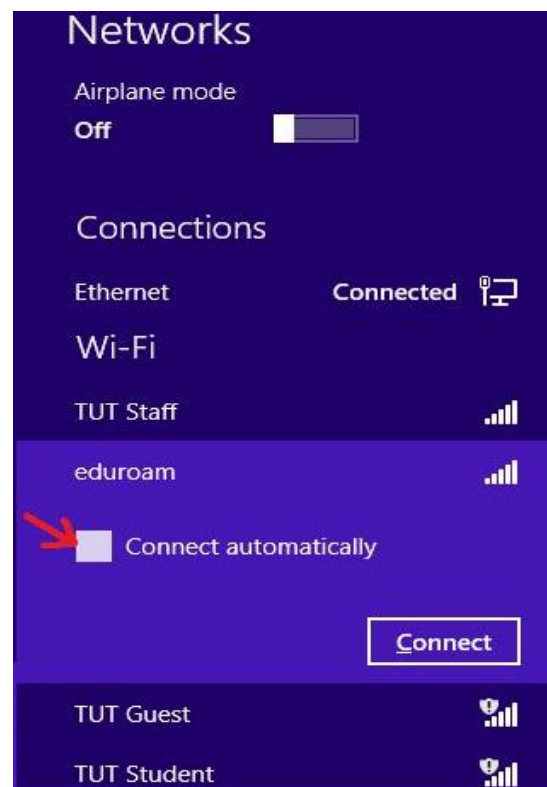 Networks
Airplane mode
Off
Connections
Ethernet Connected
Wi-Fi
TUT Staff
eduroam
Connect automatically
Connect
TUT Guest
TUT Student